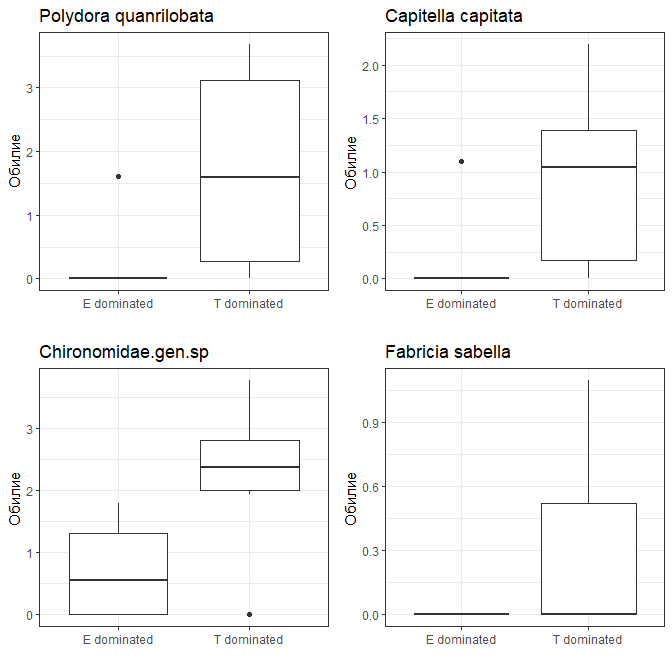 Polydora quanrilobata
Обилие
3
2
1
0
E dominated T dominated
Capitella capitata
Обилие
2.0
1.5
1.0
0.5
0.0
E dominated T dominated
Chironomidae.gen.sp
Обилие
3
2
1
0
E dominated T dominated
Fabricia sabella
Обилие
0.9
0.6
0.3
0.0
E dominated T dominated